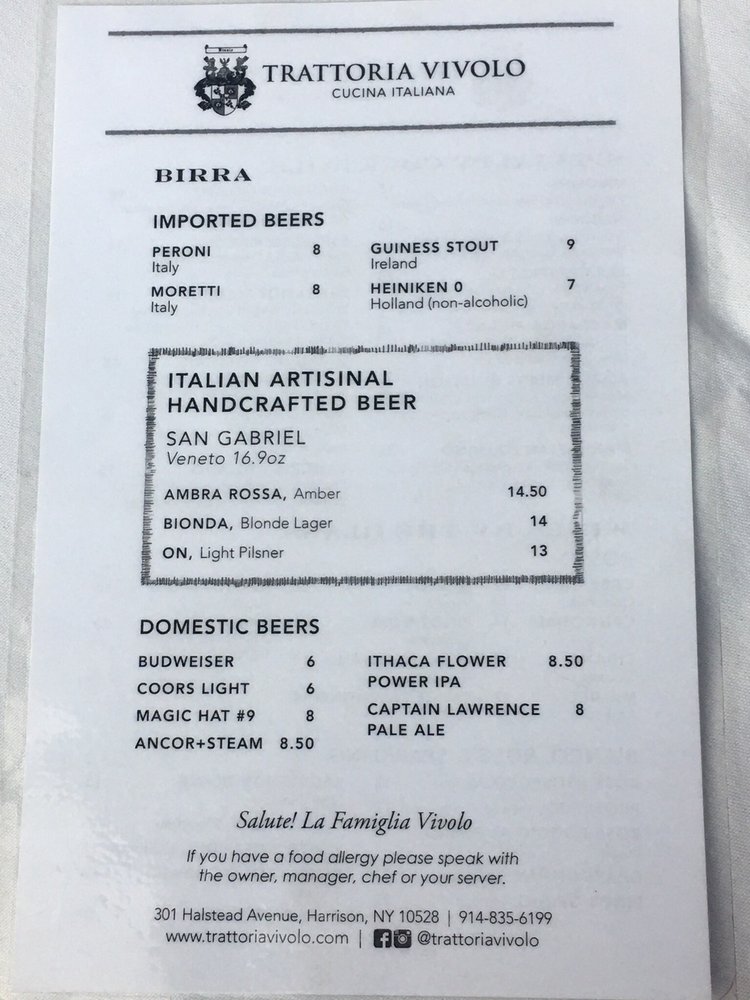 TRATTORIA VIVOLO
CUCINA ITALIANA
BIRRA
IMPORTED BEERS
PERONI 8
Italy
MORETTI 8
Italy
GUINESS STOUT 9
Ireland
HEINIKEN 0 7
Holland (non-alcoholic)
ITALIAN ARTISINAL
HANDCRAFTED BEER
SAN GABRIEL
Veneto 16.9oz
AMBRA ROSSA, Amber 14.50
BIONDA, Blonde Lager 14
ON, Light Pilsner 13
DOMESTIC BEERS
BUDWEISER 6
COORS LIGHT 6
MAGIC HAT #9 8
ANCOR+STEAM 8.50
ITHACA FLOWER 8.50
POWER IPA
CAPTAIN LAWRENCE 8
PALE ALE
Salute! La Famiglia Vivolo
If you have a food allergy please speak with
the owner, manager, chef or your server.
301 Halstead Avenue, Harrison, NY 10528 | 914-835-6199
www.trattoriavivolo.com | @trattoriavivolo